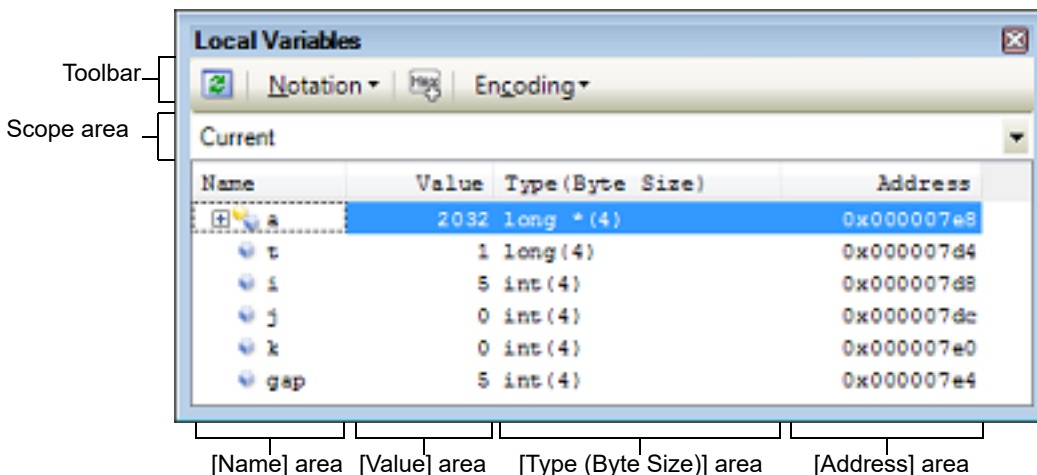 Local Variables
Toolbar
Notation Hex Encoding
Scope area
Current
Name Value Type(Byte Size) Address
a 2032 long *(4) 0x000007e8
t 1 long(4) 0x000007d4
i 5 int(4) 0x000007d8
j 0 int(4) 0x000007dc
k 0 int(4) 0x000007e0
gap 5 int(4) 0x000007e4
[Name] area [Value] area [Type (Byte Size)] area [Address] area